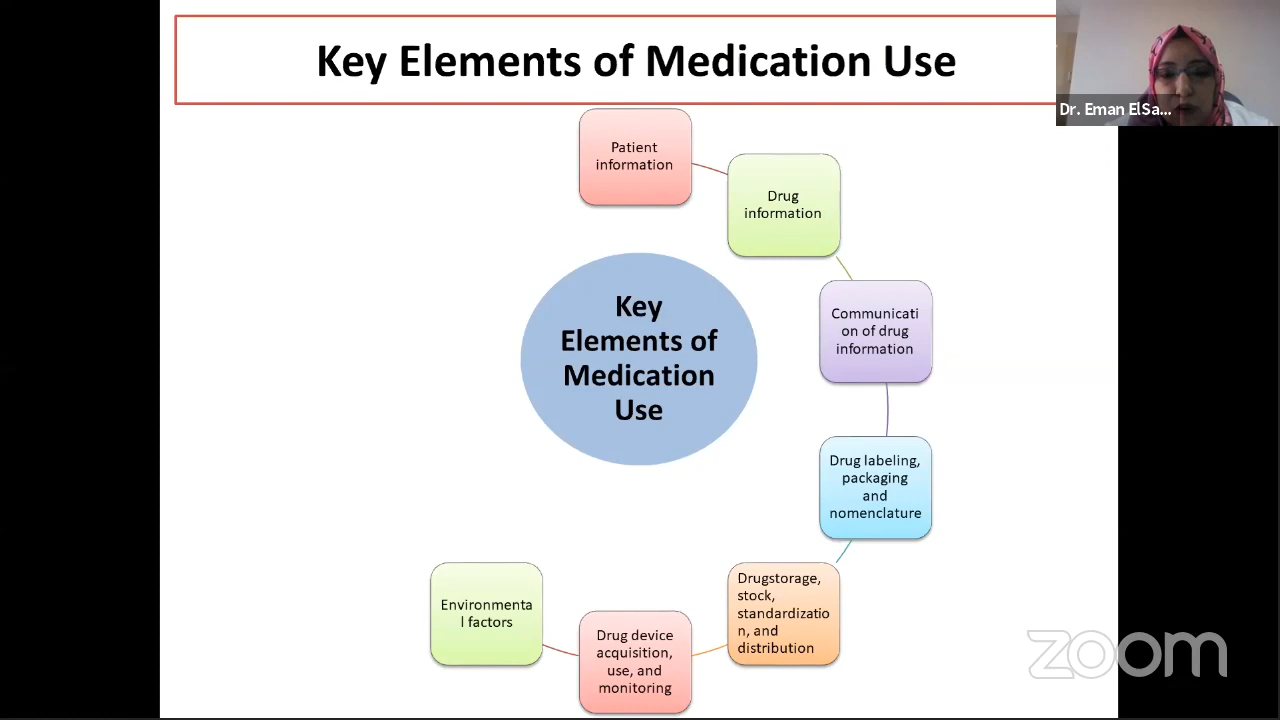 Key Elements of Medication Use
Dr. Eman ElSa...
Patient
information
Drug
information
Communicati
on of drug
information
Drug labeling,
packaging
and
nomenclature
Drugstorage,
stock,
standardizatio
n, and
distribution
Drug device
acquisition,
use, and
monitoring
Environmenta
l factors
Key
Elements of
Medication
Use
zoom